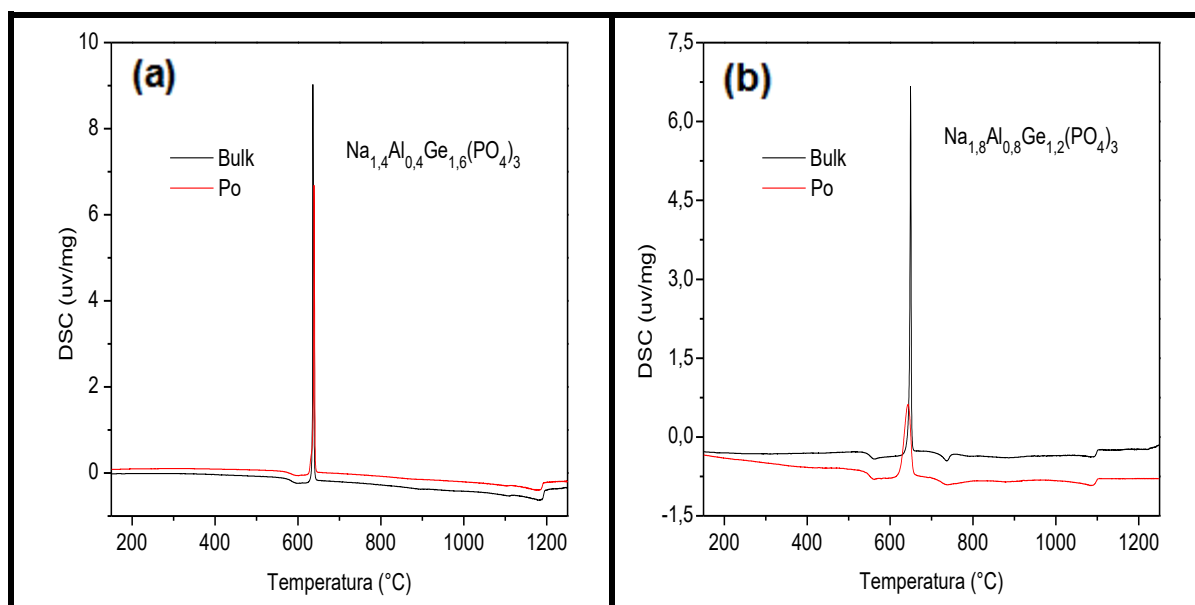 (a)
Na1,4Al0,4Ge1,6(PO4)3
Bulk
Po
DSC (uv/mg)
10
8
6
4
2
0
200 400 600 800 1000 1200
Temperatura (°C)
(b)
Na1,8Al0,8Ge1,2(PO4)3
Bulk
Po
DSC (uv/mg)
7,5
6,0
4,5
3,0
1,5
0,0
-1,5
200 400 600 800 1000 1200
Temperatura (°C)